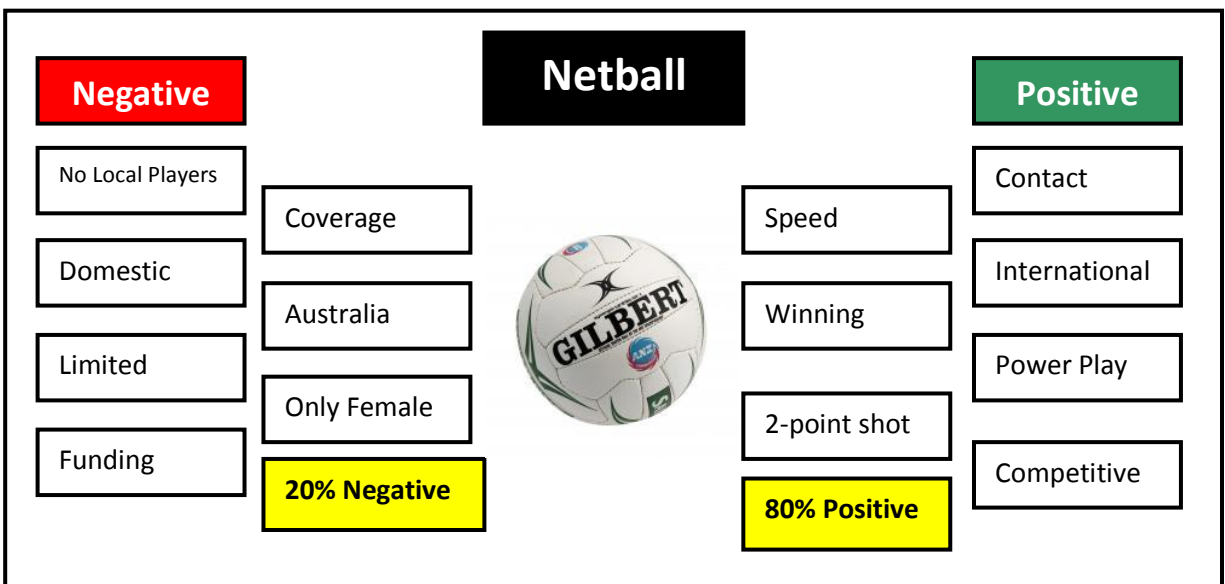 Netball
Negative
Positive
No Local Players
Domestic
Limited
Funding
Coverage
Australia
Only Female
20% Negative
GILBERT
ANZ
Speed
Winning
2-point shot
80% Positive
Contact
International
Power Play
Competitive